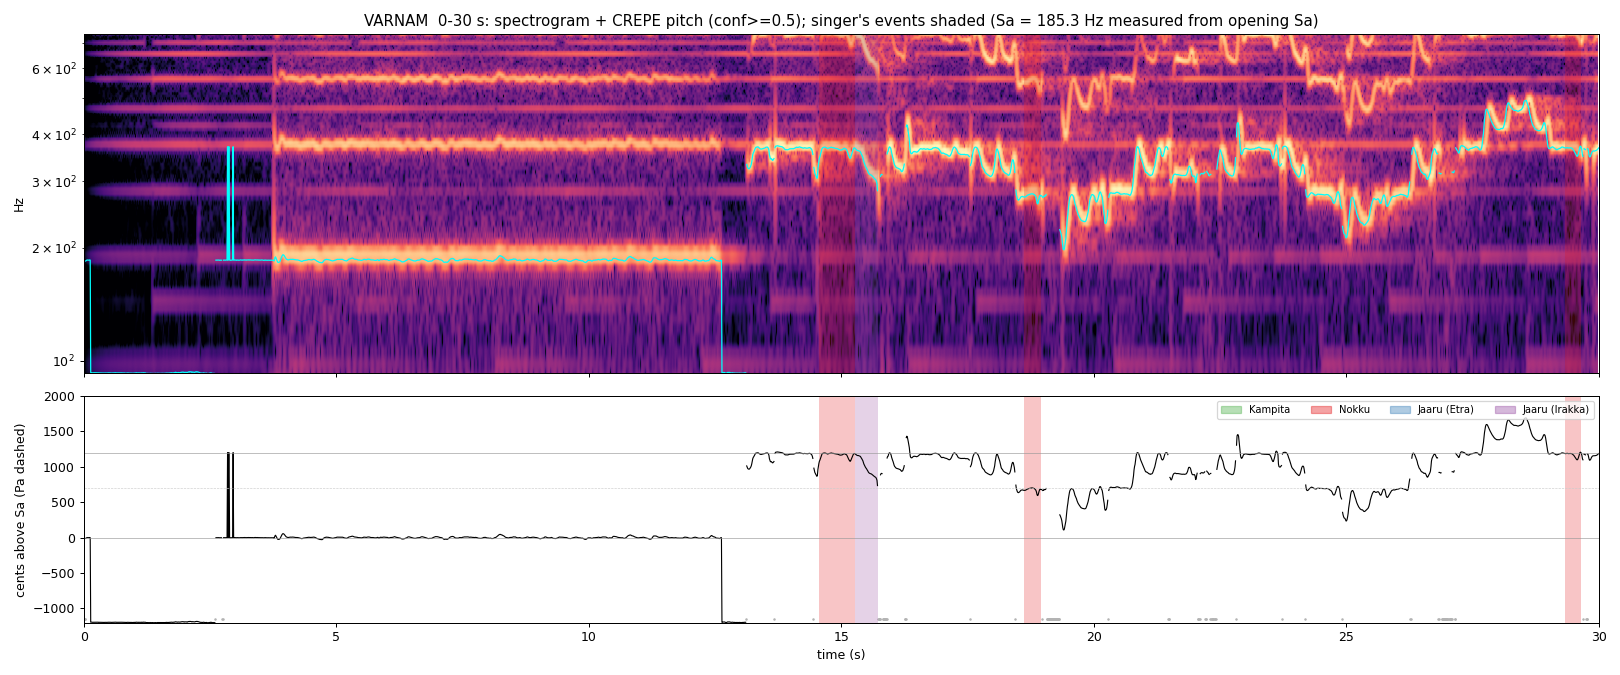 VARNAM  0-30 s: spectrogram + CREPE pitch (conf>=0.5); singer's events shaded (Sa = 185.3 Hz measured from opening Sa)
Hz
6 × 10²
4 × 10²
3 × 10²
2 × 10²
10²
cents above Sa (Pa dashed)
2000
1500
1000
500
0
−500
−1000
Kampita
Nokku
Jaaru (Etra)
Jaaru (Irakka)
0
5
10
15
20
25
30
time (s)